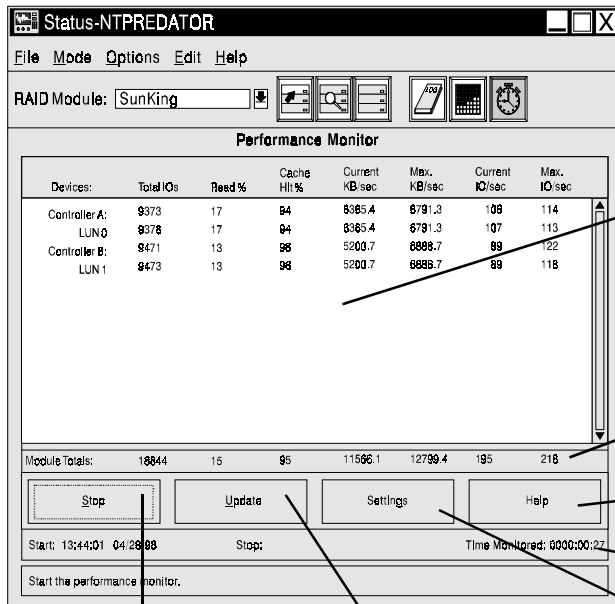 Status-NTPREDATOR
File Mode Options Edit Help
RAID Module: SunKing
Performance Monitor
Devices: Total IOs Read % Cache Hit % Current KB/sec Max. KB/sec Current IO/sec Max. IO/sec
Controller A: 9373 17 94 6365.4 6791.3 106 114
LUN 0 9376 17 94 6365.4 6791.3 107 113
Controller B: 9471 13 96 5200.7 6886.7 89 122
LUN 1 9473 13 96 5200.7 6886.7 89 118
Module Totals: 18844 15 95 11566.1 12799.4 195 218
Stop Update Settings Help
Start: 13:44:01 04/28/98 Stop: Time Monitored: 0000:00:27
Start the performance monitor.